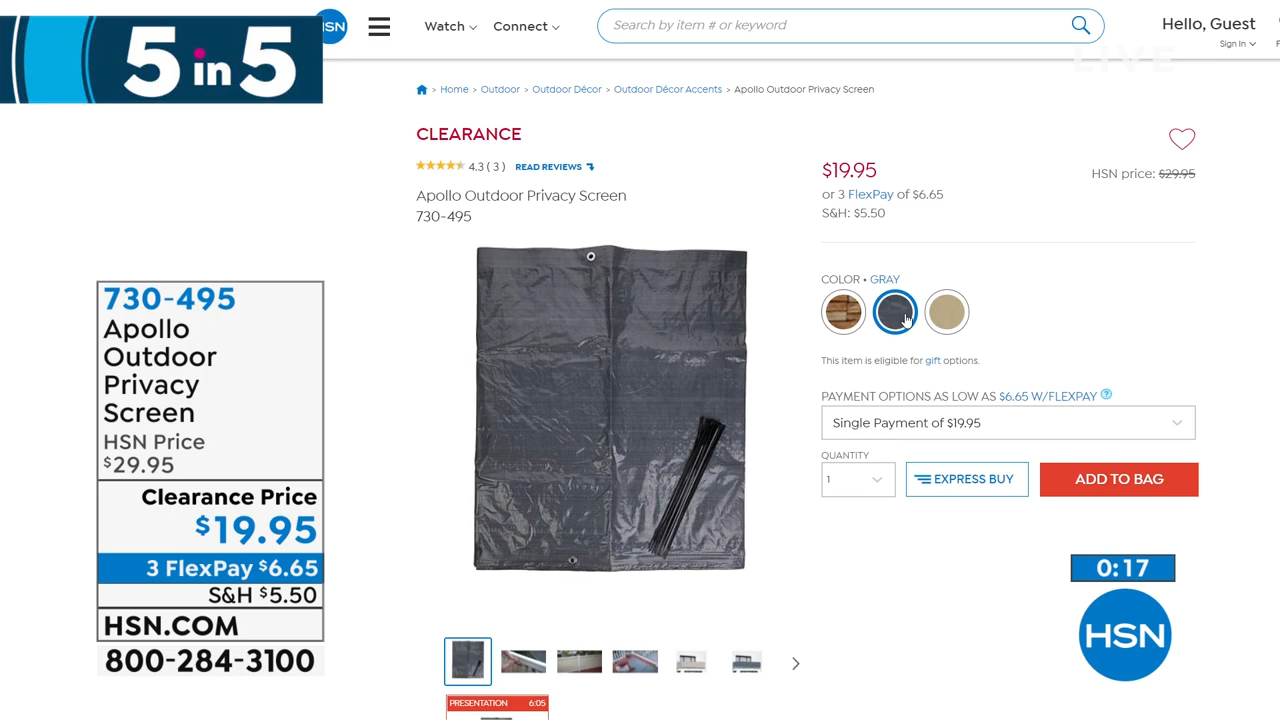 5 in 5
HSN
Watch
Connect
Search by item # or keyword
Hello, Guest
Sign In
LIVE
> Home > Outdoor > Outdoor Décor > Outdoor Décor Accents > Apollo Outdoor Privacy Screen
CLEARANCE
4.3 ( 3 ) READ REVIEWS
Apollo Outdoor Privacy Screen
730-495
$19.95
HSN price: $29.95
or 3 FlexPay of $6.65
S&H: $5.50
COLOR • GRAY
This item is eligible for gift options.
PAYMENT OPTIONS AS LOW AS $6.65 W/FLEXPAY ?
Single Payment of $19.95
QUANTITY
1
EXPRESS BUY
ADD TO BAG
730-495
Apollo
Outdoor
Privacy
Screen
HSN Price
$29.95
Clearance Price
$19.95
3 FlexPay $6.65
S&H $5.50
HSN.COM
800-284-3100
0:17
HSN
PRESENTATION 6:05